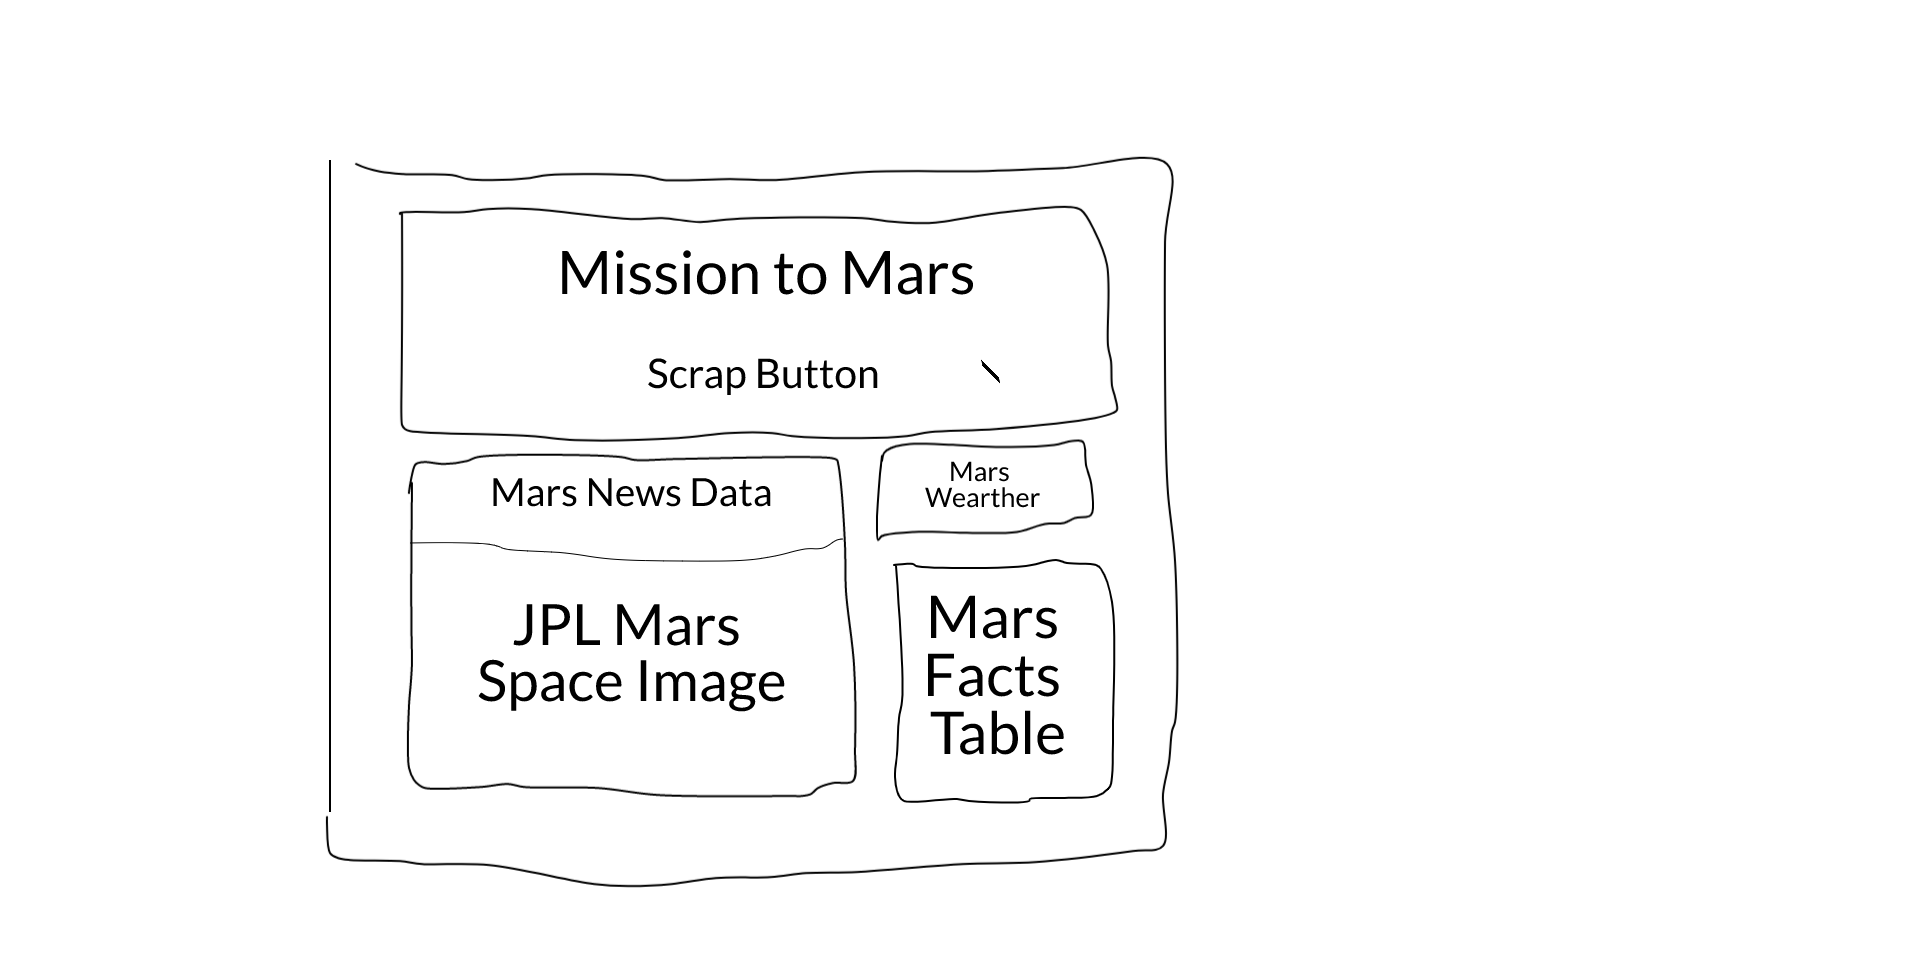 Mission to Mars
Scrap Button
Mars News Data
Mars
Wearther
JPL Mars
Space Image
Mars
Facts
Table